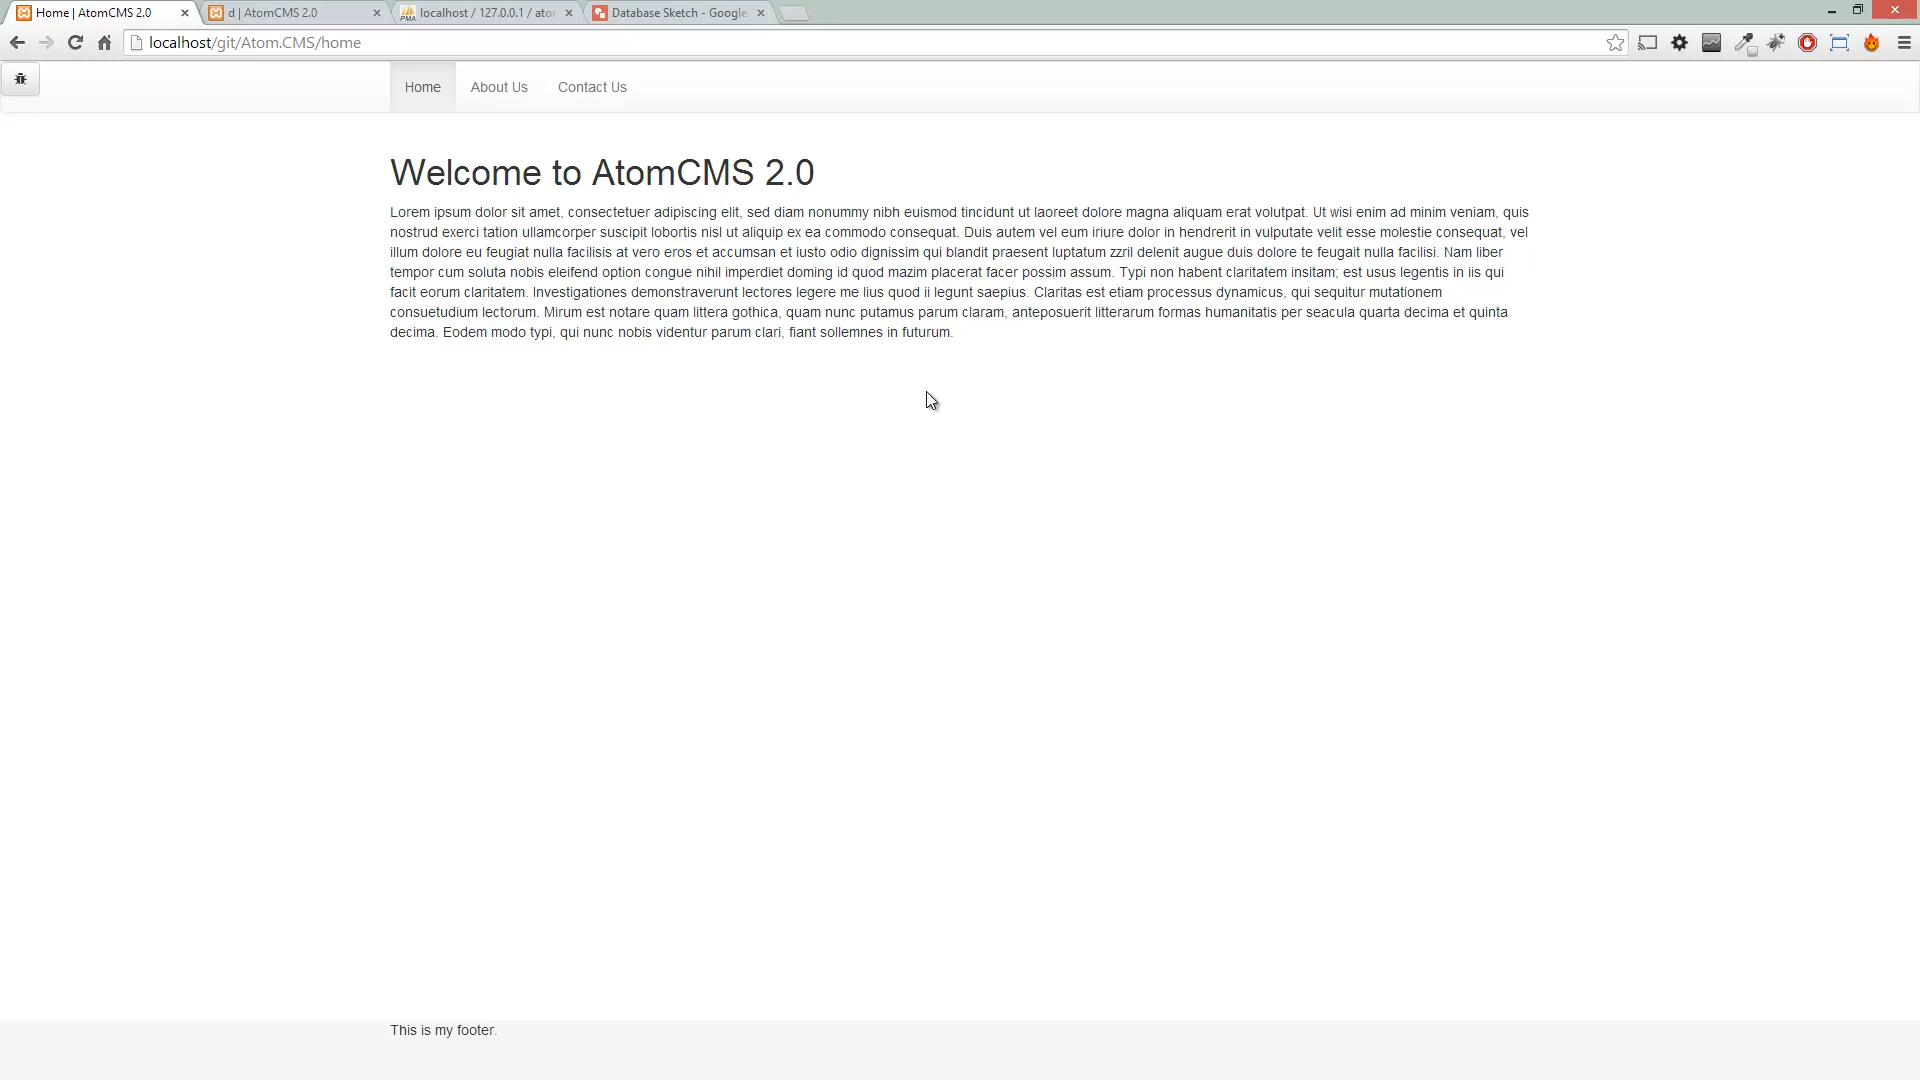 Home | AtomCMS 2.0
d | AtomCMS 2.0
localhost / 127.0.0.1 / ator
Database Sketch - Google
localhost/git/Atom.CMS/home
Home
About Us
Contact Us
Welcome to AtomCMS 2.0
Lorem ipsum dolor sit amet, consectetuer adipiscing elit, sed diam nonummy nibh euismod tincidunt ut laoreet dolore magna aliquam erat volutpat. Ut wisi enim ad minim veniam, quis
nostrud exerci tation ullamcorper suscipit lobortis nisl ut aliquip ex ea commodo consequat. Duis autem vel eum iriure dolor in hendrerit in vulputate velit esse molestie consequat, vel
illum dolore eu feugiat nulla facilisis at vero eros et accumsan et iusto odio dignissim qui blandit praesent luptatum zzril delenit augue duis dolore te feugait nulla facilisi. Nam liber
tempor cum soluta nobis eleifend option congue nihil imperdiet doming id quod mazim placerat facer possim assum. Typi non habent claritatem insitam; est usus legentis in iis qui
facit eorum claritatem. Investigationes demonstraverunt lectores legere me lius quod ii legunt saepius. Claritas est etiam processus dynamicus, qui sequitur mutationem
consuetudium lectorum. Mirum est notare quam littera gothica, quam nunc putamus parum claram, anteposuerit litterarum formas humanitatis per seacula quarta decima et quinta
decima. Eodem modo typi, qui nunc nobis videntur parum clari, fiant sollemnes in futurum.
This is my footer.